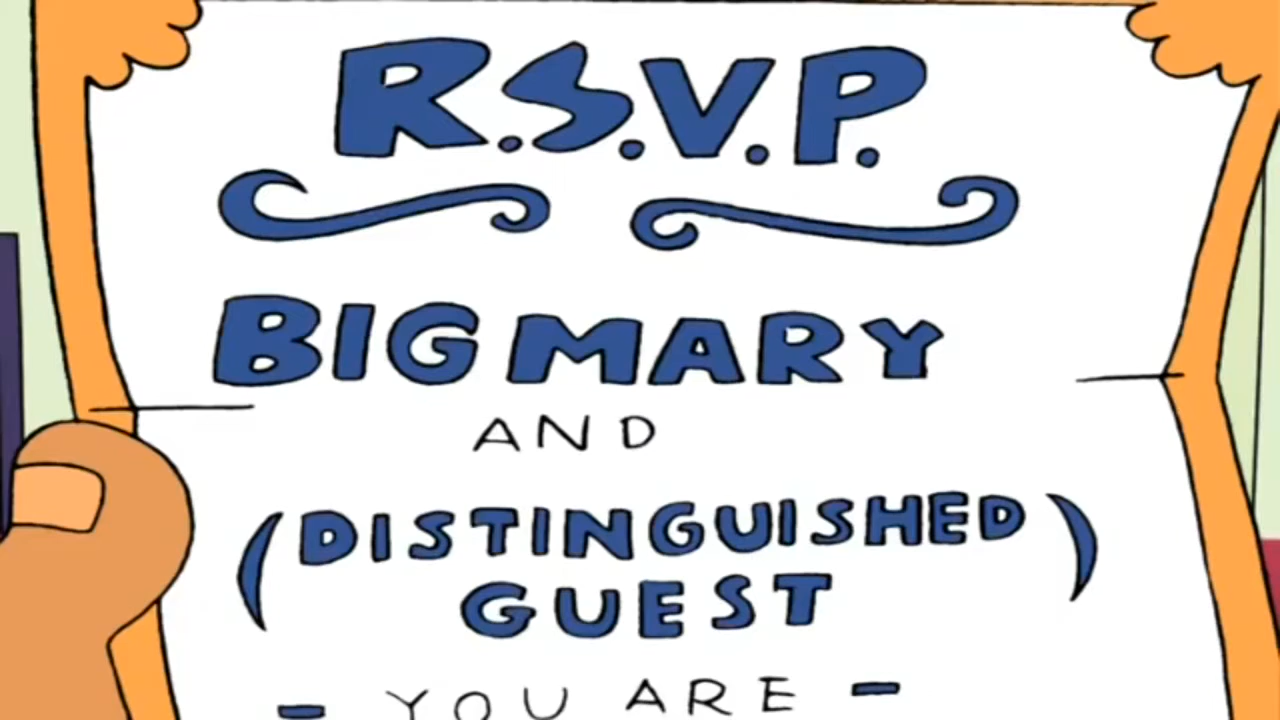 R.S.V.P.
BIG MARY
AND
(DISTINGUISHED
GUEST)
- YOU ARE -